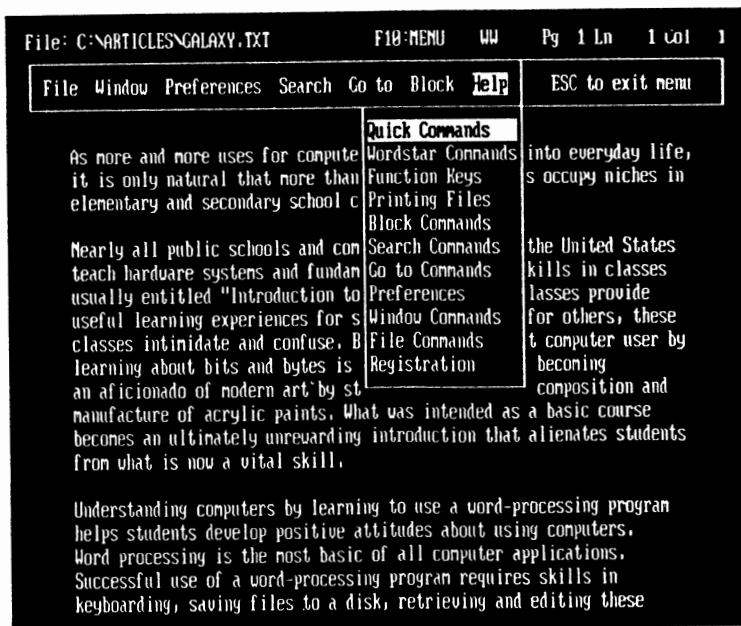 File: C:\ARTICLES\GALAXY.TXT F10:MENU WW Pg 1 Ln 1 Col 1
File Window Preferences Search Go to Block Help ESC to exit menu
Quick Commands
As more and more uses for compute Wordstar Commands into everyday life,
it is only natural that more than Function Keys s occupy niches in
elementary and secondary school c Printing Files
Block Commands
Nearly all public schools and com Search Commands the United States
teach hardware systems and fundam Go to Commands kills in classes
usually entitled "Introduction to Preferences lasses provide
useful learning experiences for s Window Commands for others, these
classes intimidate and confuse. B File Commands t computer user by
learning about bits and bytes is Registration becoming
an aficionado of modern art by st composition and
manufacture of acrylic paints. What was intended as a basic course
becomes an ultimately unrewarding introduction that alienates students
from what is now a vital skill.
Understanding computers by learning to use a word-processing program
helps students develop positive attitudes about using computers.
Word processing is the most basic of all computer applications.
Successful use of a word-processing program requires skills in
keyboarding, saving files to a disk, retrieving and editing these